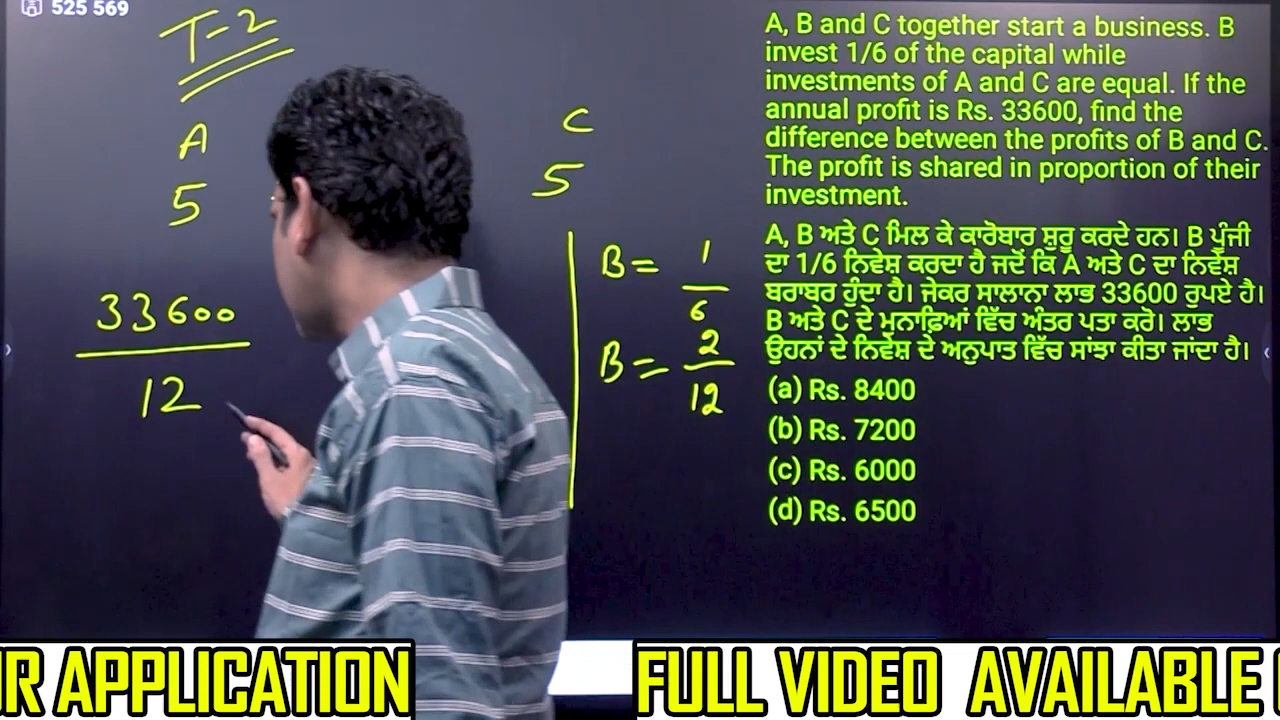 525 569
T-2
A
C
5
5
33600
12
B = 1
6
B = 2
12
A, B and C together start a business. B
invest 1/6 of the capital while
investments of A and C are equal. If the
annual profit is Rs. 33600, find the
difference between the profits of B and C.
The profit is shared in proportion of their
investment.
A, B ਅਤੇ C ਮਿਲ ਕੇ ਕਾਰੋਬਾਰ ਸ਼ੁਰੂ ਕਰਦੇ ਹਨ। B ਪੂੰਜੀ
ਦਾ 1/6 ਨਿਵੇਸ਼ ਕਰਦਾ ਹੈ ਜਦੋਂ ਕਿ A ਅਤੇ C ਦਾ ਨਿਵੇਸ਼
ਬਰਾਬਰ ਹੁੰਦਾ ਹੈ। ਜੇਕਰ ਸਾਲਾਨਾ ਲਾਭ 33600 ਰੁਪਏ ਹੈ।
B ਅਤੇ C ਦੇ ਮੁਨਾਫ਼ਿਆਂ ਵਿੱਚ ਅੰਤਰ ਪਤਾ ਕਰੋ। ਲਾਭ
ਉਹਨਾਂ ਦੇ ਨਿਵੇਸ਼ ਦੇ ਅਨੁਪਾਤ ਵਿੱਚ ਸਾਂਝਾ ਕੀਤਾ ਜਾਂਦਾ ਹੈ।
(a) Rs. 8400
(b) Rs. 7200
(c) Rs. 6000
(d) Rs. 6500
R APPLICATION FULL VIDEO AVAILABLE